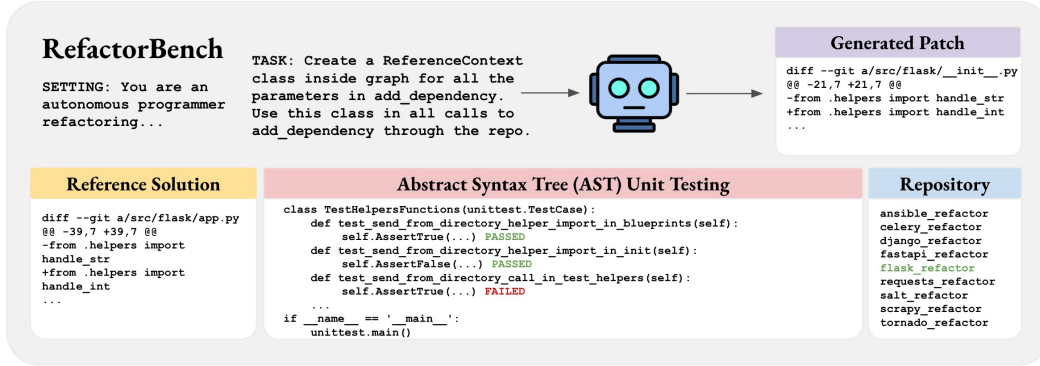 RefactorBench
SETTING: You are an
autonomous programmer
refactoring...
TASK: Create a ReferenceContext
class inside graph for all the
parameters in add_dependency.
Use this class in all calls to
add_dependency through the repo.
Generated Patch
diff --git a/src/flask/__init__.py
@@ -21,7 +21,7 @@
-from .helpers import handle_str
+from .helpers import handle_int
...
Reference Solution
diff --git a/src/flask/app.py
@@ -39,7 +39,7 @@
-from .helpers import
handle_str
+from .helpers import
handle_int
...
Abstract Syntax Tree (AST) Unit Testing
class TestHelpersFunctions(unittest.TestCase):
    def test_send_from_directory_helper_import_in_blueprints(self):
        self.AssertTrue(...) PASSED
    def test_send_from_directory_helper_import_in_init(self):
        self.AssertFalse(...) PASSED
    def test_send_from_directory_call_in_test_helpers(self):
        self.AssertTrue(...) FAILED
    ...
if __name__ == '__main__':
    unittest.main()
Repository
ansible_refactor
celery_refactor
django_refactor
fastapi_refactor
flask_refactor
requests_refactor
salt_refactor
scrapy_refactor
tornado_refactor